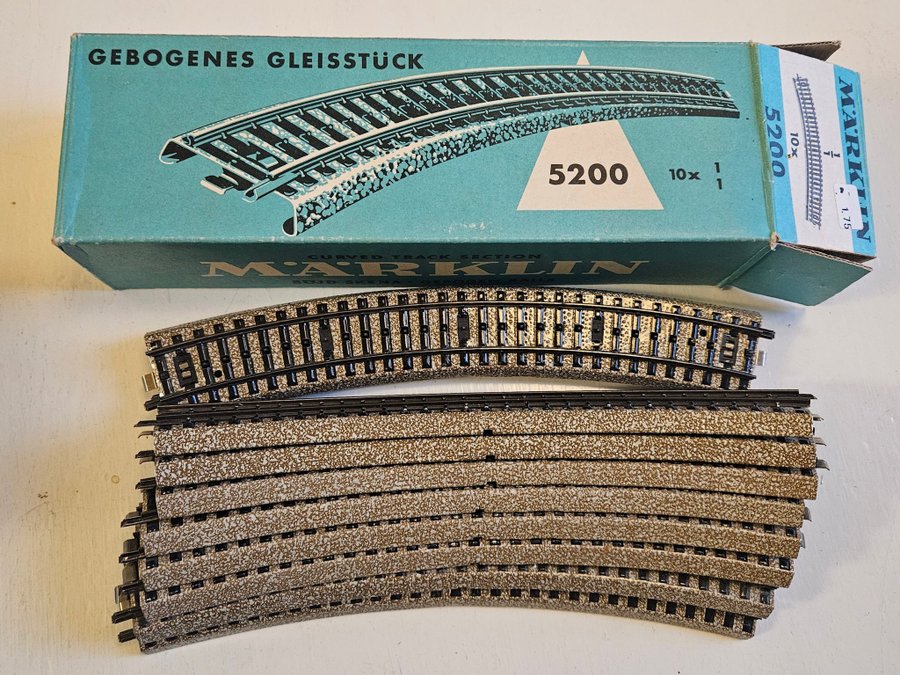 GEBOGENES GLEISSTÜCK
5200
10x 1/1
CURVED TRACK SECTION
MÄRKLIN
MÄRKLIN
5200
10x 1/1
1.75